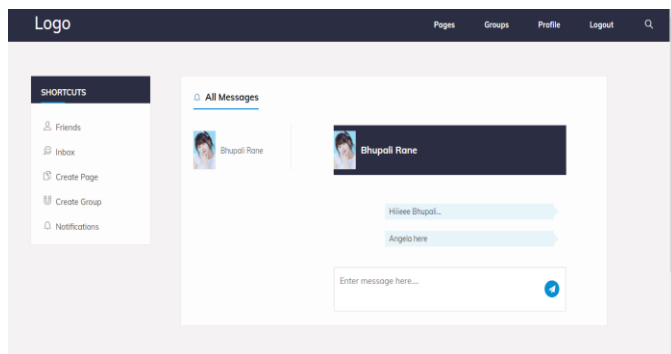 Logo
Pages Groups Profile Logout
SHORTCUTS
Friends
Inbox
Create Page
Create Group
Notifications
All Messages
Bhupali Rane
Bhupali Rane
Hiieee Bhupali...
Angela here
Enter message here....